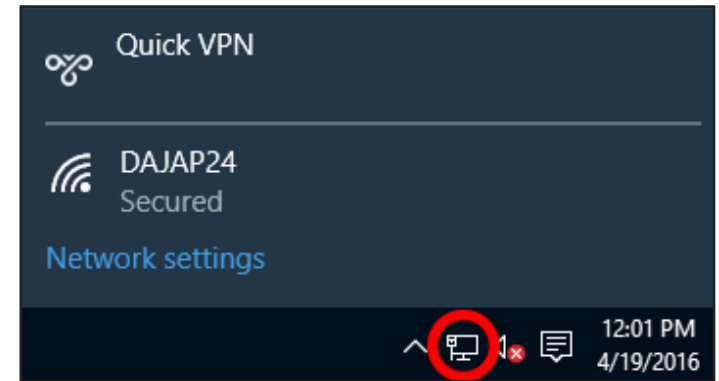 Quick VPN
DAJAP24
Secured
Network settings
12:01 PM
4/19/2016